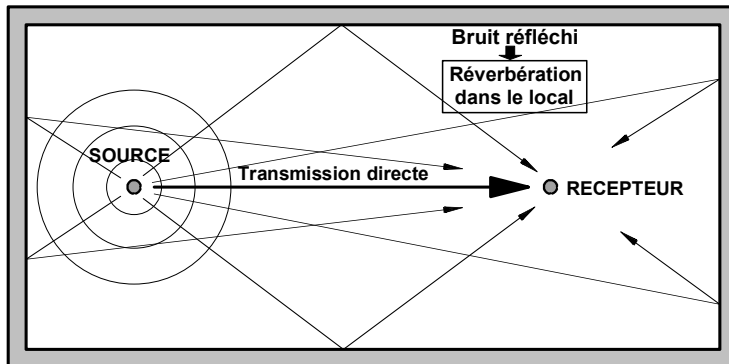 Bruit réfléchi
Réverbération
dans le local
SOURCE
Transmission directe
RECEPTEUR